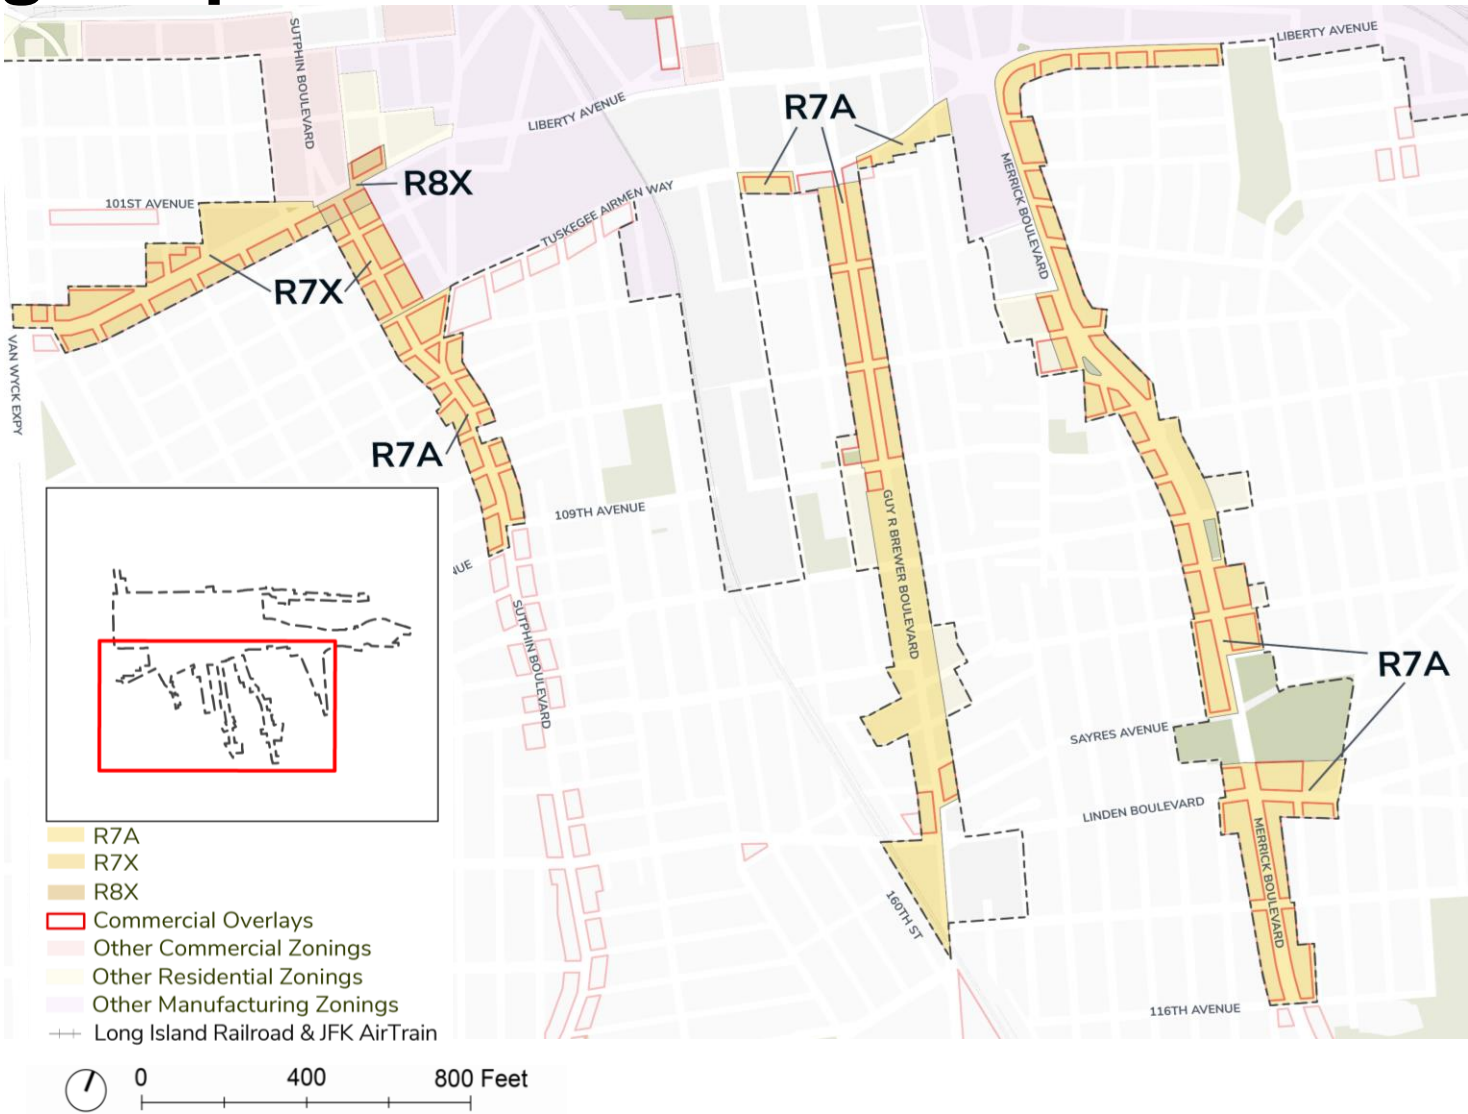 SUTPHIN BOULEVARD
LIBERTY AVENUE
LIBERTY AVENUE
R7A
R8X
101ST AVENUE
TUSKEGEE AIRMEN WAY
MERRICK BOULEVARD
R7X
VAN WYCK EXPY
R7A
109TH AVENUE
GUY R BREWER BOULEVARD
SUTPHIN BOULEVARD
R7A
SAYRES AVENUE
LINDEN BOULEVARD
MERRICK BOULEVARD
160TH ST
116TH AVENUE
R7A
R7X
R8X
Commercial Overlays
Other Commercial Zonings
Other Residential Zonings
Other Manufacturing Zonings
Long Island Railroad & JFK AirTrain
0 400 800 Feet